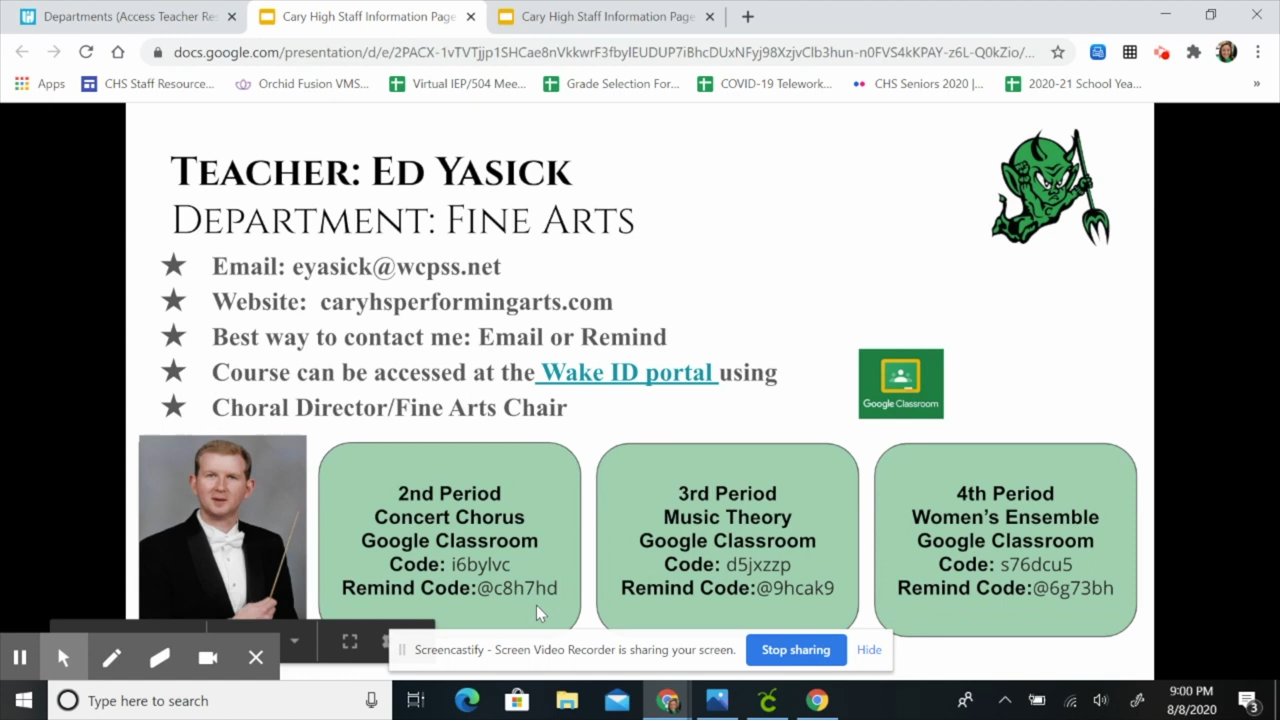 Departments (Access Teacher Re
Cary High Staff Information Page
Cary High Staff Information Page
docs.google.com/presentation/d/e/2PACX-1vTVTjjp1SHCae8nVkkwrF3fbylEUDUP7iBhcDUxNFyj98XzjvClb3hun-n0FVS4kKPAY-z6L-Q0kZio/...
Apps
CHS Staff Resource...
Orchid Fusion VMS...
Virtual IEP/504 Mee...
Grade Selection For...
COVID-19 Telework...
CHS Seniors 2020 |...
2020-21 School Yea...
»
TEACHER: ED YASICK
DEPARTMENT: FINE ARTS
★ Email: eyasick@wcpss.net
★ Website: caryhsperformingarts.com
★ Best way to contact me: Email or Remind
★ Course can be accessed at the Wake ID portal using
★ Choral Director/Fine Arts Chair
Google Classroom
2nd Period
Concert Chorus
Google Classroom
Code: i6bylvc
Remind Code:@c8h7hd
3rd Period
Music Theory
Google Classroom
Code: d5jxzzp
Remind Code:@9hcak9
4th Period
Women's Ensemble
Google Classroom
Code: s76dcu5
Remind Code:@6g73bh
Screencastify - Screen Video Recorder is sharing your screen.
Stop sharing
Hide
Type here to search
9:00 PM
8/8/2020
3